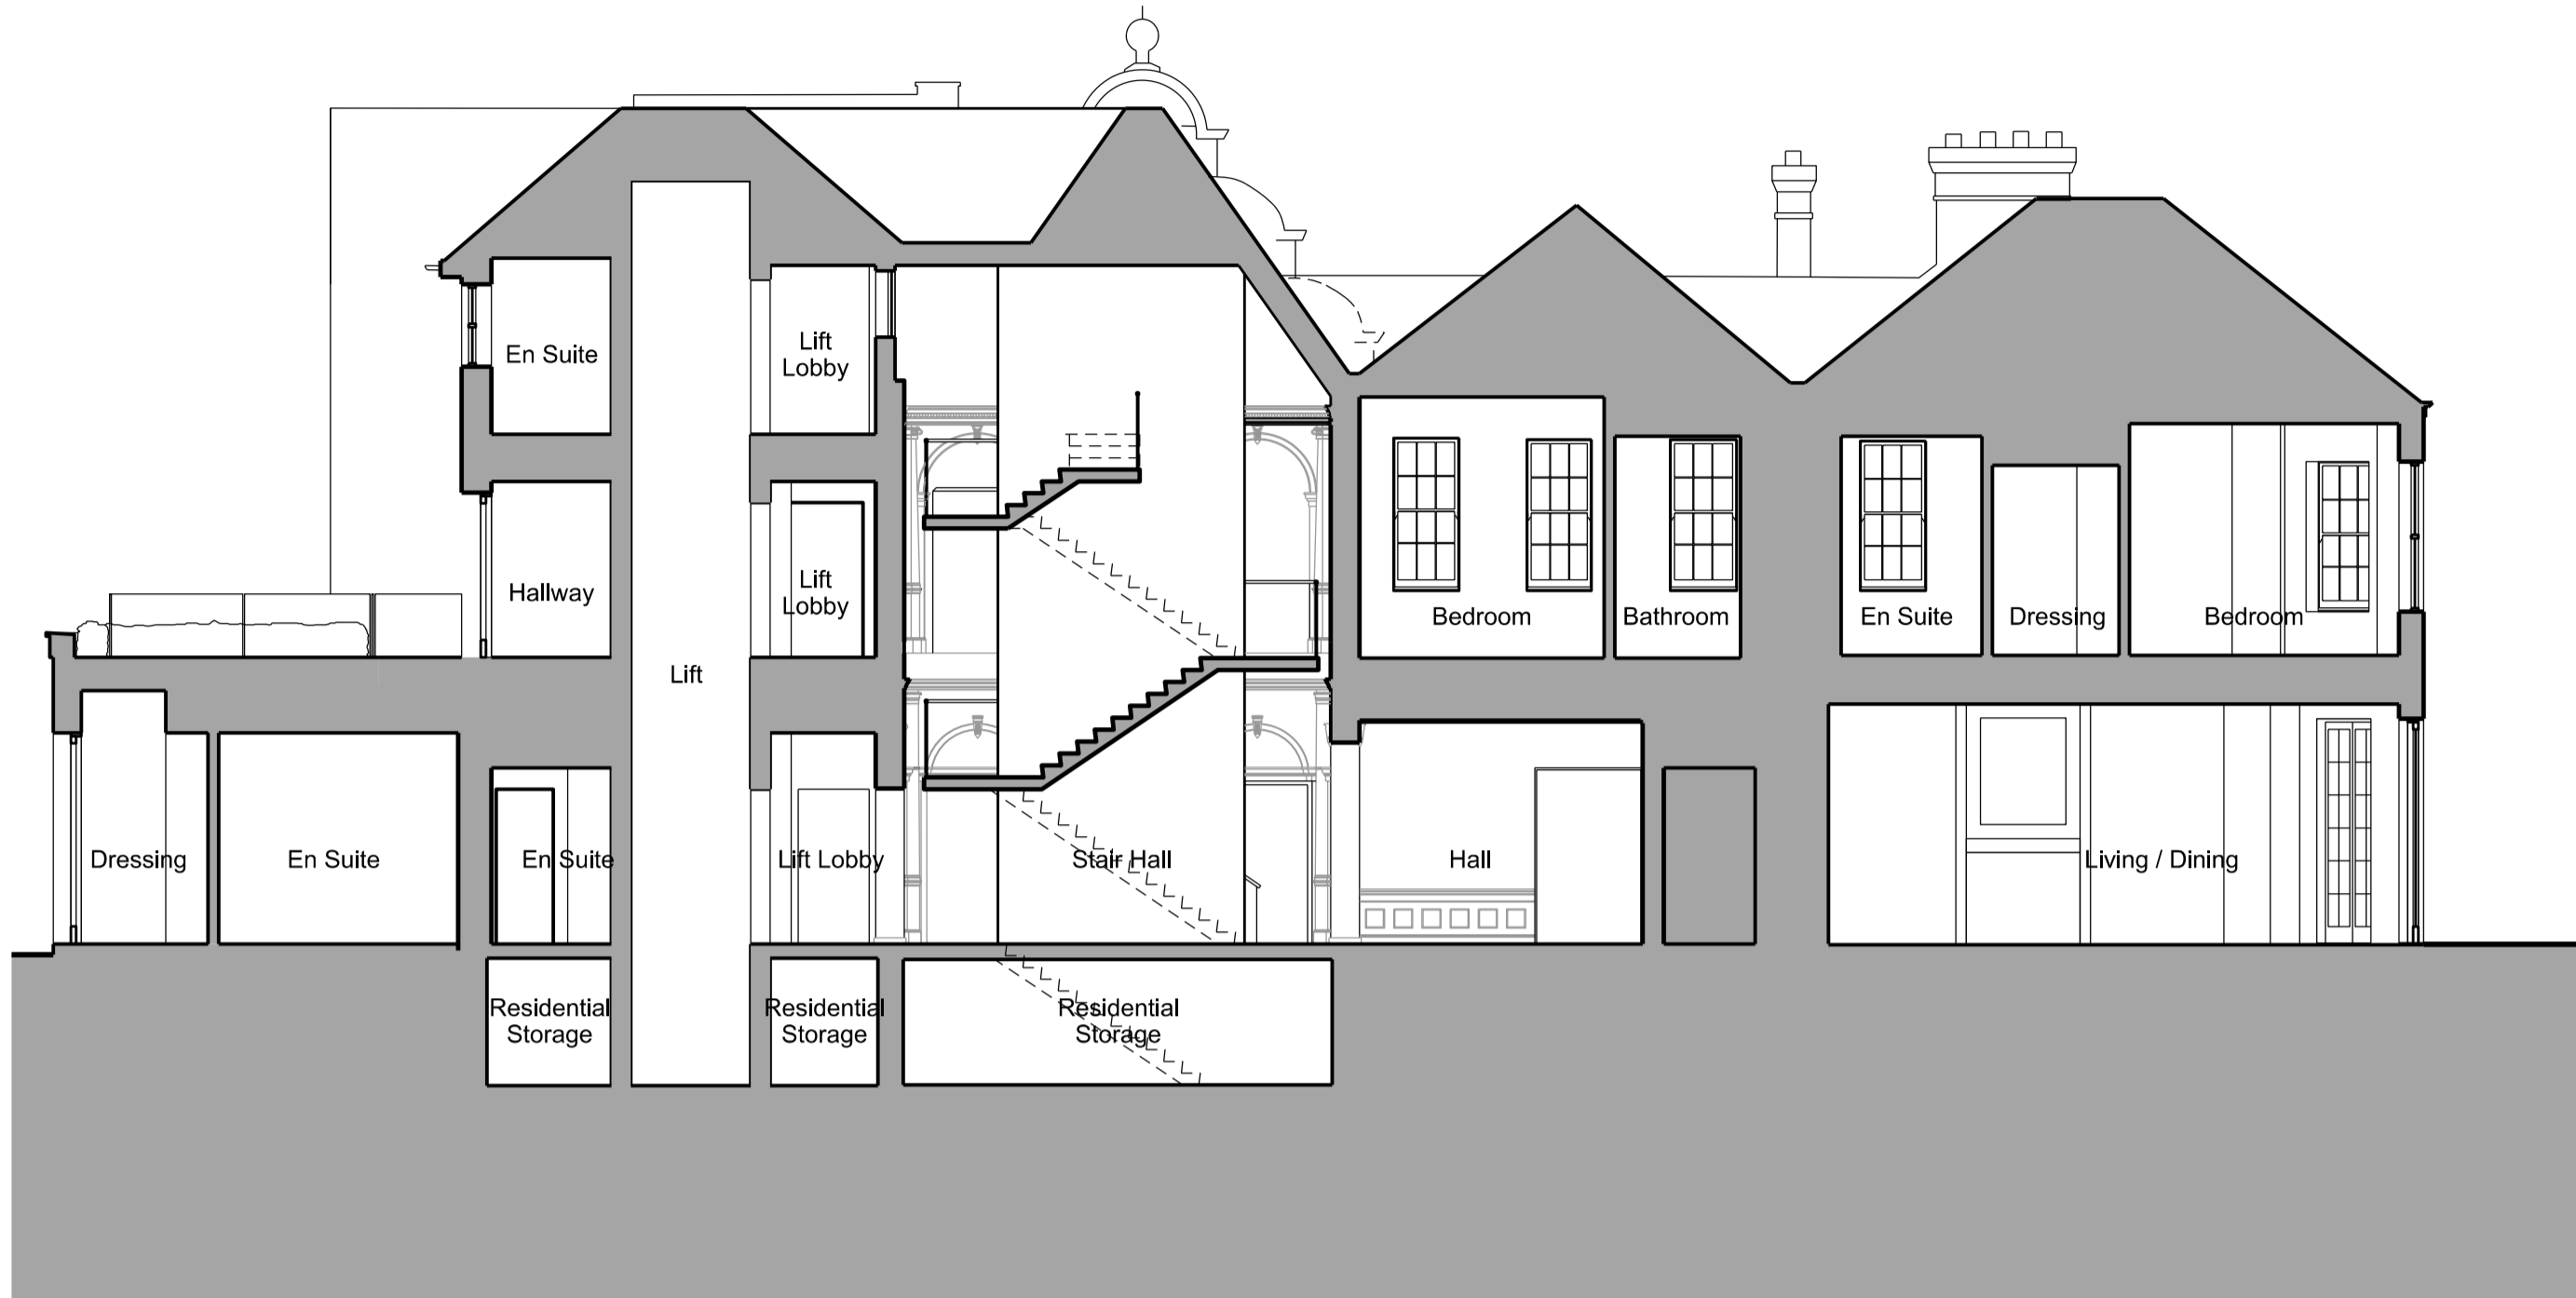 En Suite
Lift
Lobby
Hallway
Lift
Lobby
Bedroom
Bathroom
En Suite
Dressing
Bedroom
Lift
Dressing
En Suite
En Suite
Lift Lobby
Stair Hall
Hall
Living / Dining
Residential
Storage
Residential
Storage
Residential
Storage